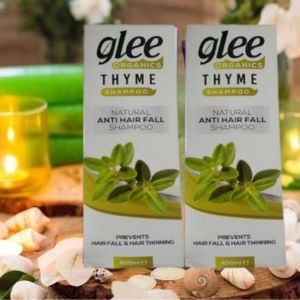 glee
ORGANICS
THYME
SHAMPOO
NATURAL
ANTI HAIR FALL
SHAMPOO
PREVENTS
HAIR FALL & HAIR THINNING
400ml e
glee
ORGANICS
THYME
SHAMPOO
NATURAL
ANTI HAIR FALL
SHAMPOO
PREVENTS
HAIR FALL & HAIR THINNING
400ml e